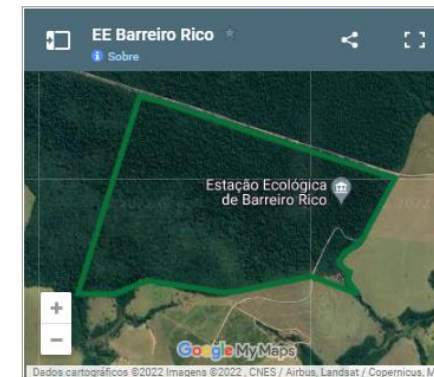 EE Barreiro Rico
Sobre
Estação Ecológica
de Barreiro Rico
2022
+
−
Google My Maps
Dados cartográficos ©2022 Imagens ©2022 , CNES / Airbus, Landsat / Copernicus, M